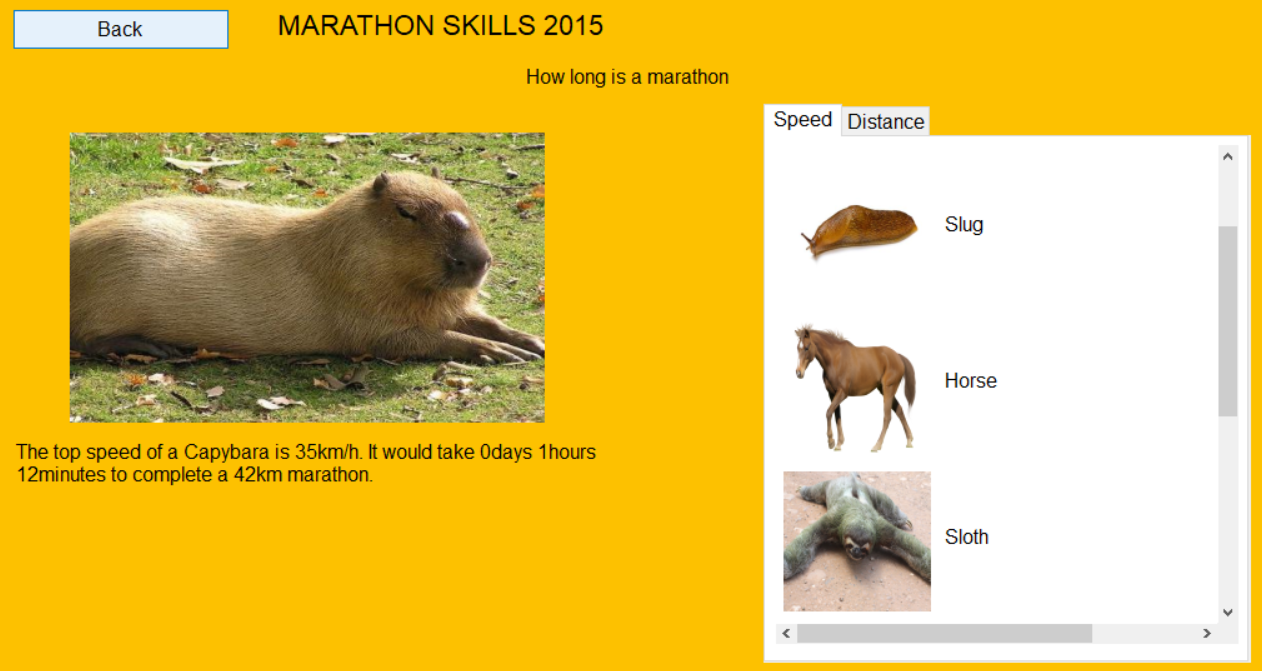 Back
MARATHON SKILLS 2015
How long is a marathon
Speed
Distance
Slug
Horse
Sloth
The top speed of a Capybara is 35km/h. It would take 0days 1hours
12minutes to complete a 42km marathon.